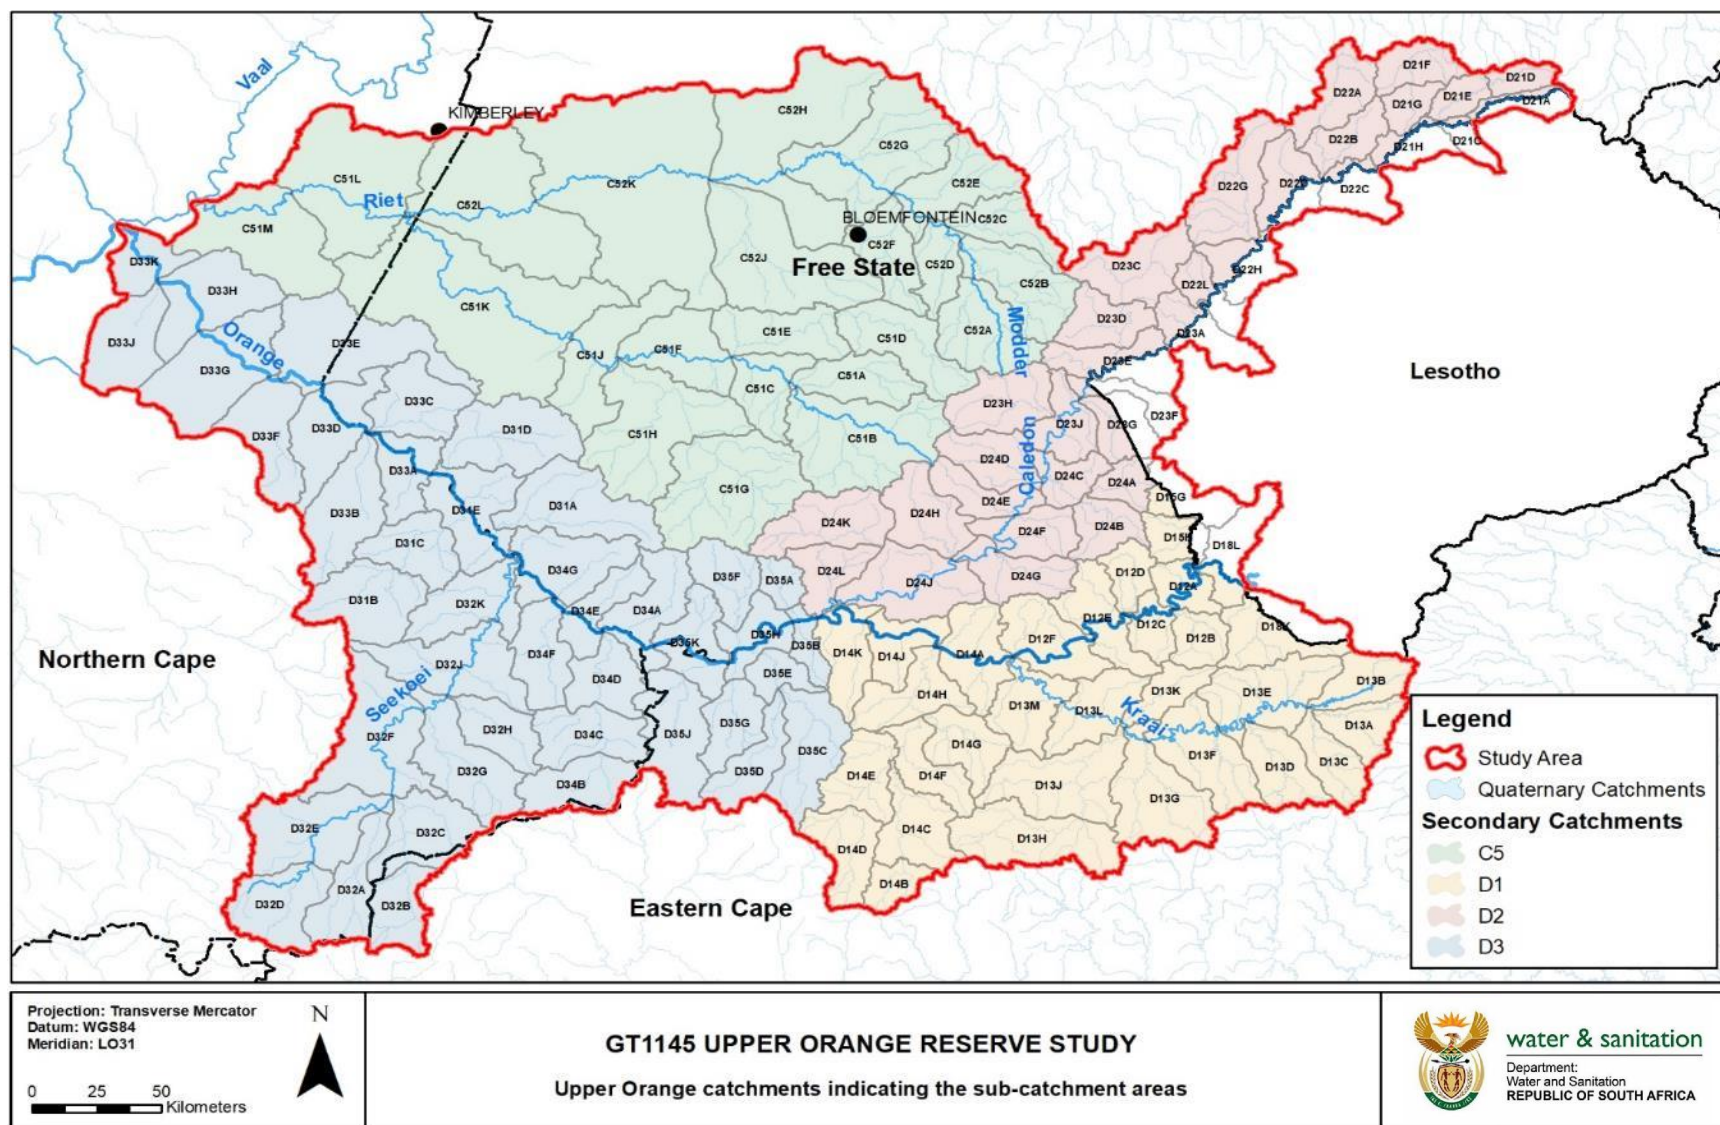 D21F
D21D
Vaal
D22A
D21E
D21G
D21A
KIMBERLEY
C52H
D22B
D21H
D21C
C52G
C51L
C52K
C52E
D22G
D22C
Riet
C52L
BLOEMFONTEIN
C52C
C51M
C52F
D33K
C52J
Free State
C52D
D23C
D22H
D33H
C52B
D22L
C51K
Orange
Modder
D33J
D33E
C51E
C51D
C52A
D23D
D23A
C51J
C51F
D23E
D33G
C51A
Lesotho
C51C
D33C
D23H
D23F
D33F
D33D
D31D
C51H
C51B
D23J
D23G
Caledon
D24D
D33A
C51G
D24C
D24A
D31E
D31A
D24E
D15G
D33B
D24K
D24H
D24F
D24B
D15H
D31C
D18L
D34G
D35F
D35A
D24L
D24J
D24G
D12D
D12A
D31B
D32K
D34E
D34A
D12E
D12C
D35K
D35H
D35B
D12F
D12B
D18K
Northern Cape
D32J
D34F
D14K
D14J
D14A
D34D
D35E
D13B
Seekoei
D14H
D13M
D13L
D13K
D13E
Kraai
D32F
D32H
D34C
D35J
D35G
D35C
D14G
D13F
D13A
D32G
D34B
D35D
D14E
D14F
D13J
D13G
D13D
D13C
D32E
D32C
D14C
D13H
D14D
D32D
D32A
D32B
D14B
Eastern Cape
Legend
Study Area
Quaternary Catchments
Secondary Catchments
C5
D1
D2
D3
Projection: Transverse Mercator
Datum: WGS84
Meridian: LO31
N
0 25 50
Kilometers
GT1145 UPPER ORANGE RESERVE STUDY
Upper Orange catchments indicating the sub-catchment areas
water & sanitation
Department:
Water and Sanitation
REPUBLIC OF SOUTH AFRICA